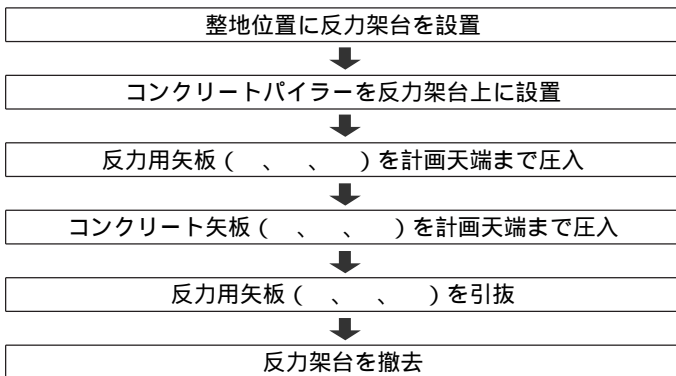 整地位置に反力架台を設置
コンクリートパイラーを反力架台上に設置
反力用矢板(　、　、　)を計画天端まで圧入
コンクリート矢板(　、　、　)を計画天端まで圧入
反力用矢板(　、　、　)を引抜
反力架台を撤去